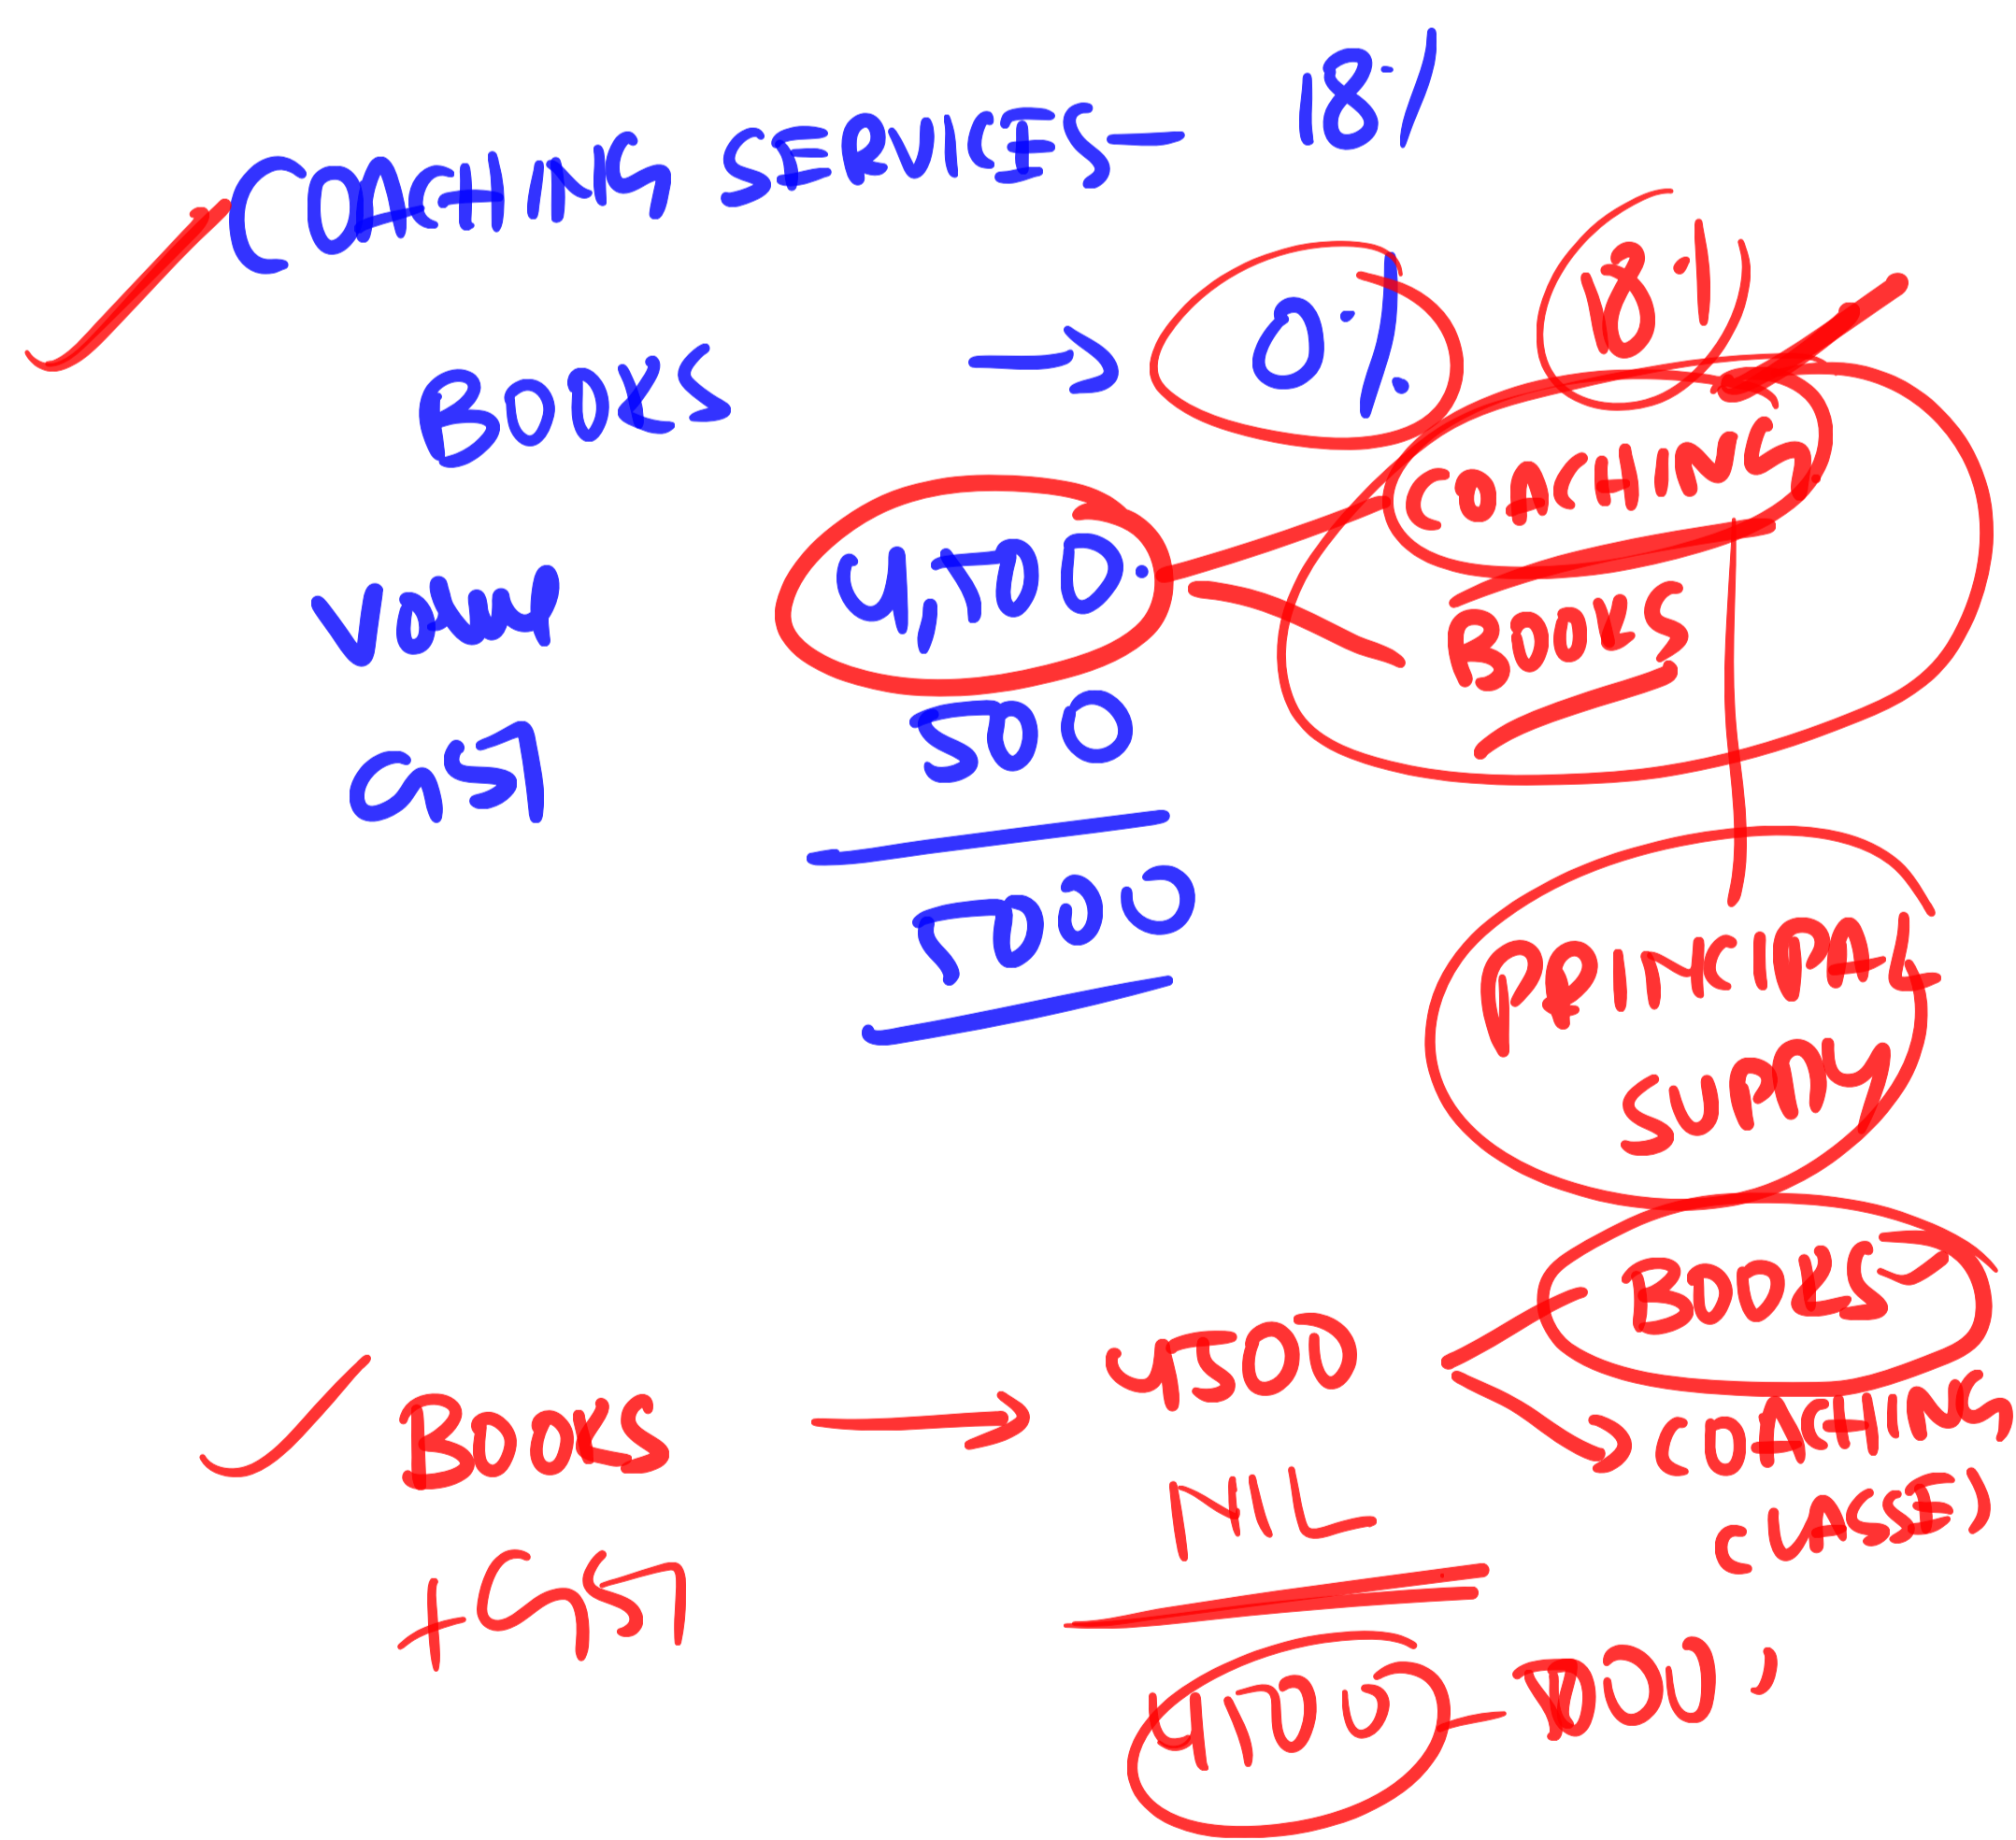 COACHING SERVICES - 18%
BOOKS → 0%
18%
COACHING
BOOKS
VALUE 4,500
GST 500
5000
PRINCIPAL
SUPPLY
BOOKS → 4500
BOOKS
COACHING
CLASSES
+ GST NIL
4500 -